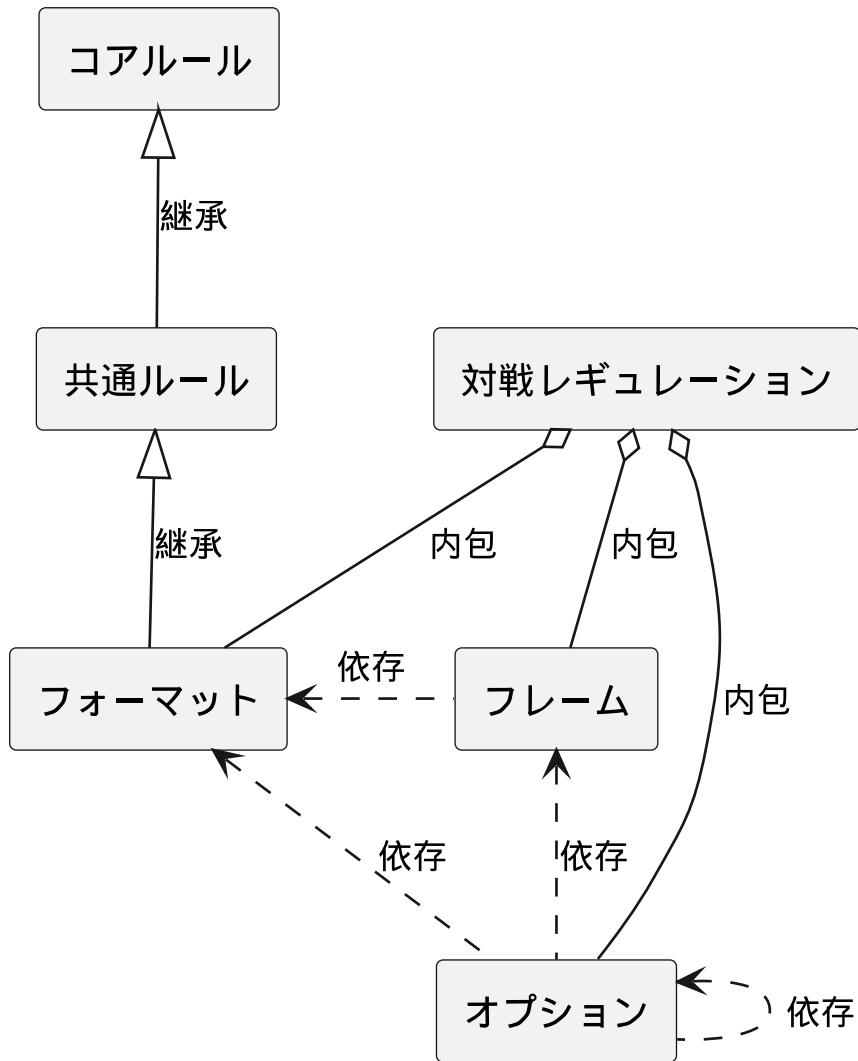 コアルール
継承
共通ルール
対戦レギュレーション
継承
内包
内包
フォーマット
依存
フレーム
内包
依存
依存
オプション
依存